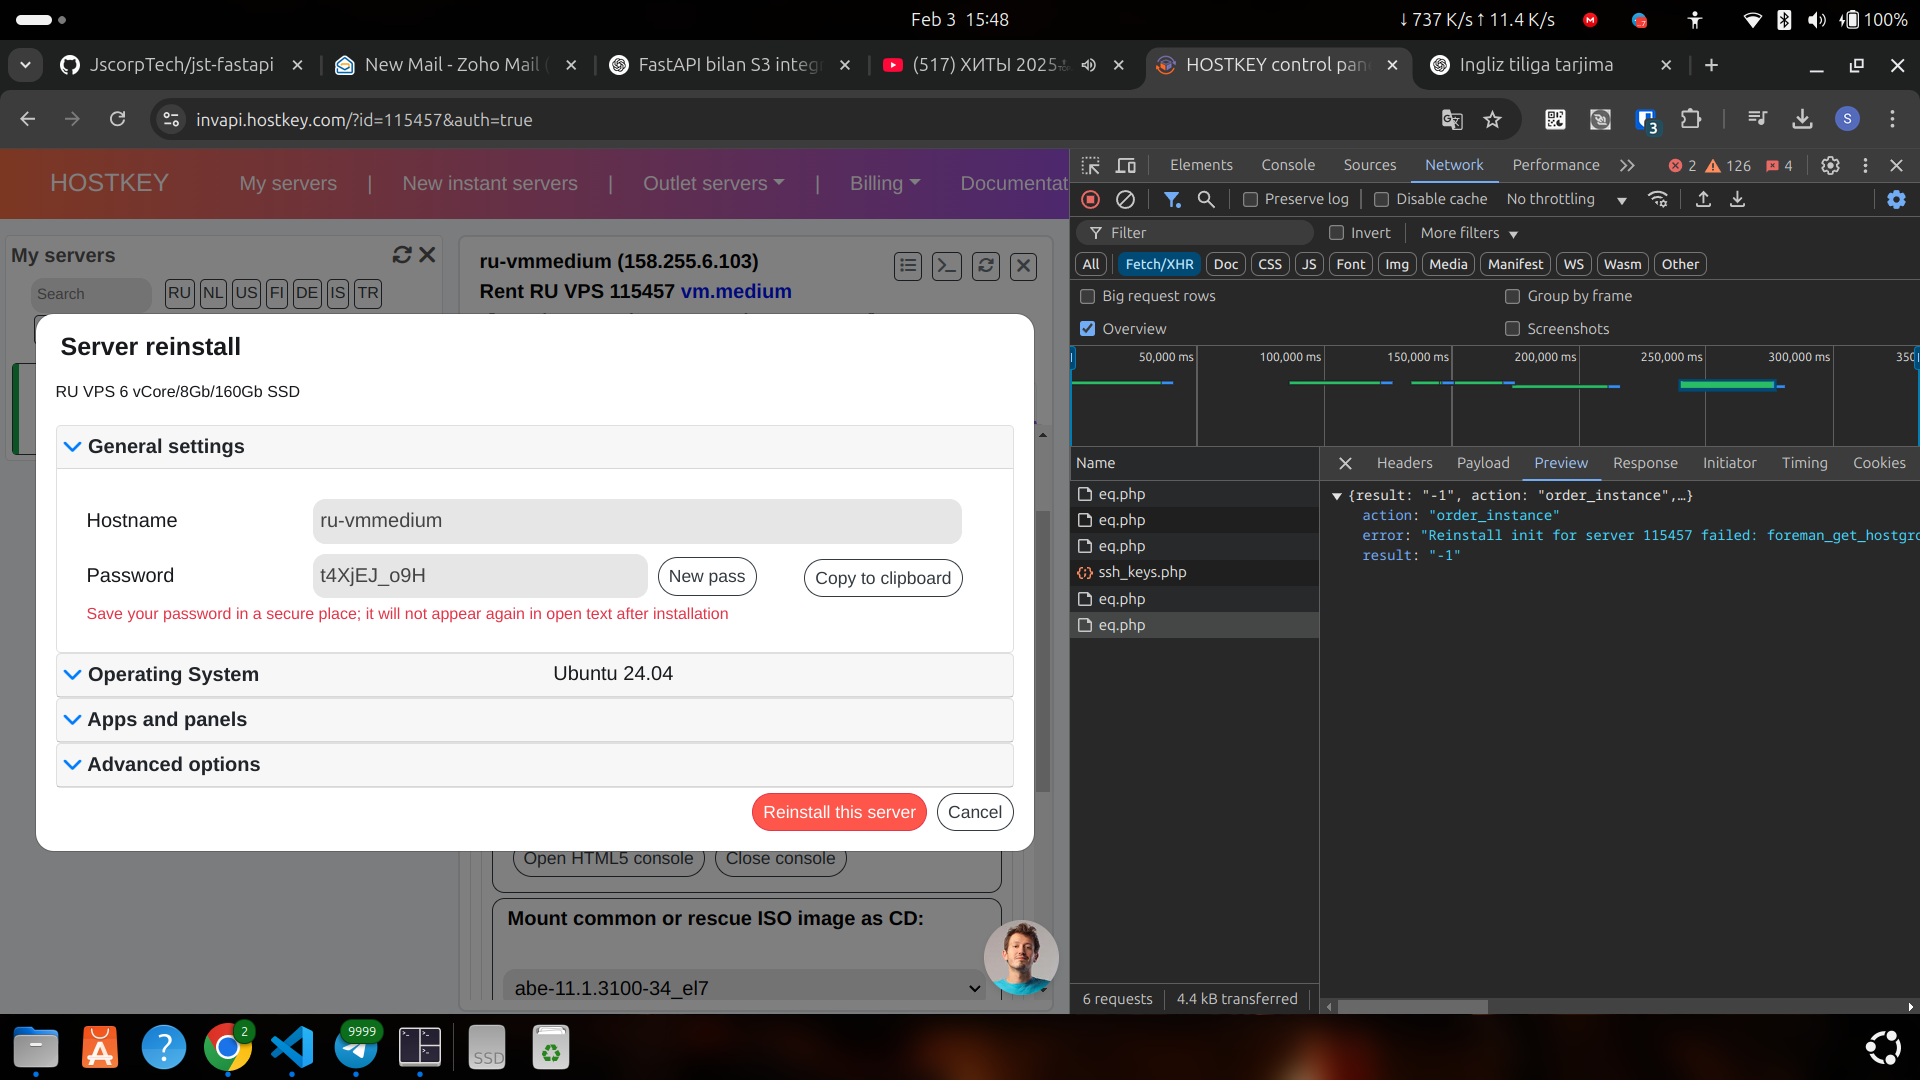 Feb 3 15:48
↓ 737 K/s ↑ 11.4 K/s
100%
JscorpTech/jst-fastapi
New Mail - Zoho Mail (
FastAPI bilan S3 integr
(517) ХИТЫ 2025
HOSTKEY control pan
Ingliz tiliga tarjima
invapi.hostkey.com/?id=115457&auth=true
3
S
HOSTKEY
My servers | New instant servers | Outlet servers | Billing Documentat
My servers
Search
RU NL US FI DE IS TR
ru-vmmedium (158.255.6.103)
Rent RU VPS 115457 vm.medium
Server reinstall
RU VPS 6 vCore/8Gb/160Gb SSD
General settings
Hostname
ru-vmmedium
Password
t4XjEJ_o9H
New pass
Copy to clipboard
Save your password in a secure place; it will not appear again in open text after installation
Operating System
Ubuntu 24.04
Apps and panels
Advanced options
Reinstall this server
Cancel
Open HTML5 console
Close console
Mount common or rescue ISO image as CD:
abe-11.1.3100-34_el7
Elements
Console
Sources
Network
Performance
2
126
4
Preserve log
Disable cache
No throttling
Filter
Invert
More filters
All
Fetch/XHR
Doc
CSS
JS
Font
Img
Media
Manifest
WS
Wasm
Other
Big request rows
Group by frame
Overview
Screenshots
50,000 ms
100,000 ms
150,000 ms
200,000 ms
250,000 ms
300,000 ms
350
Name
Headers
Payload
Preview
Response
Initiator
Timing
Cookies
eq.php
eq.php
eq.php
ssh_keys.php
eq.php
eq.php
{result: "-1", action: "order_instance",…}
action: "order_instance"
error: "Reinstall init for server 115457 failed: foreman_get_hostgro
result: "-1"
6 requests
4.4 kB transferred
2
9999
SSD